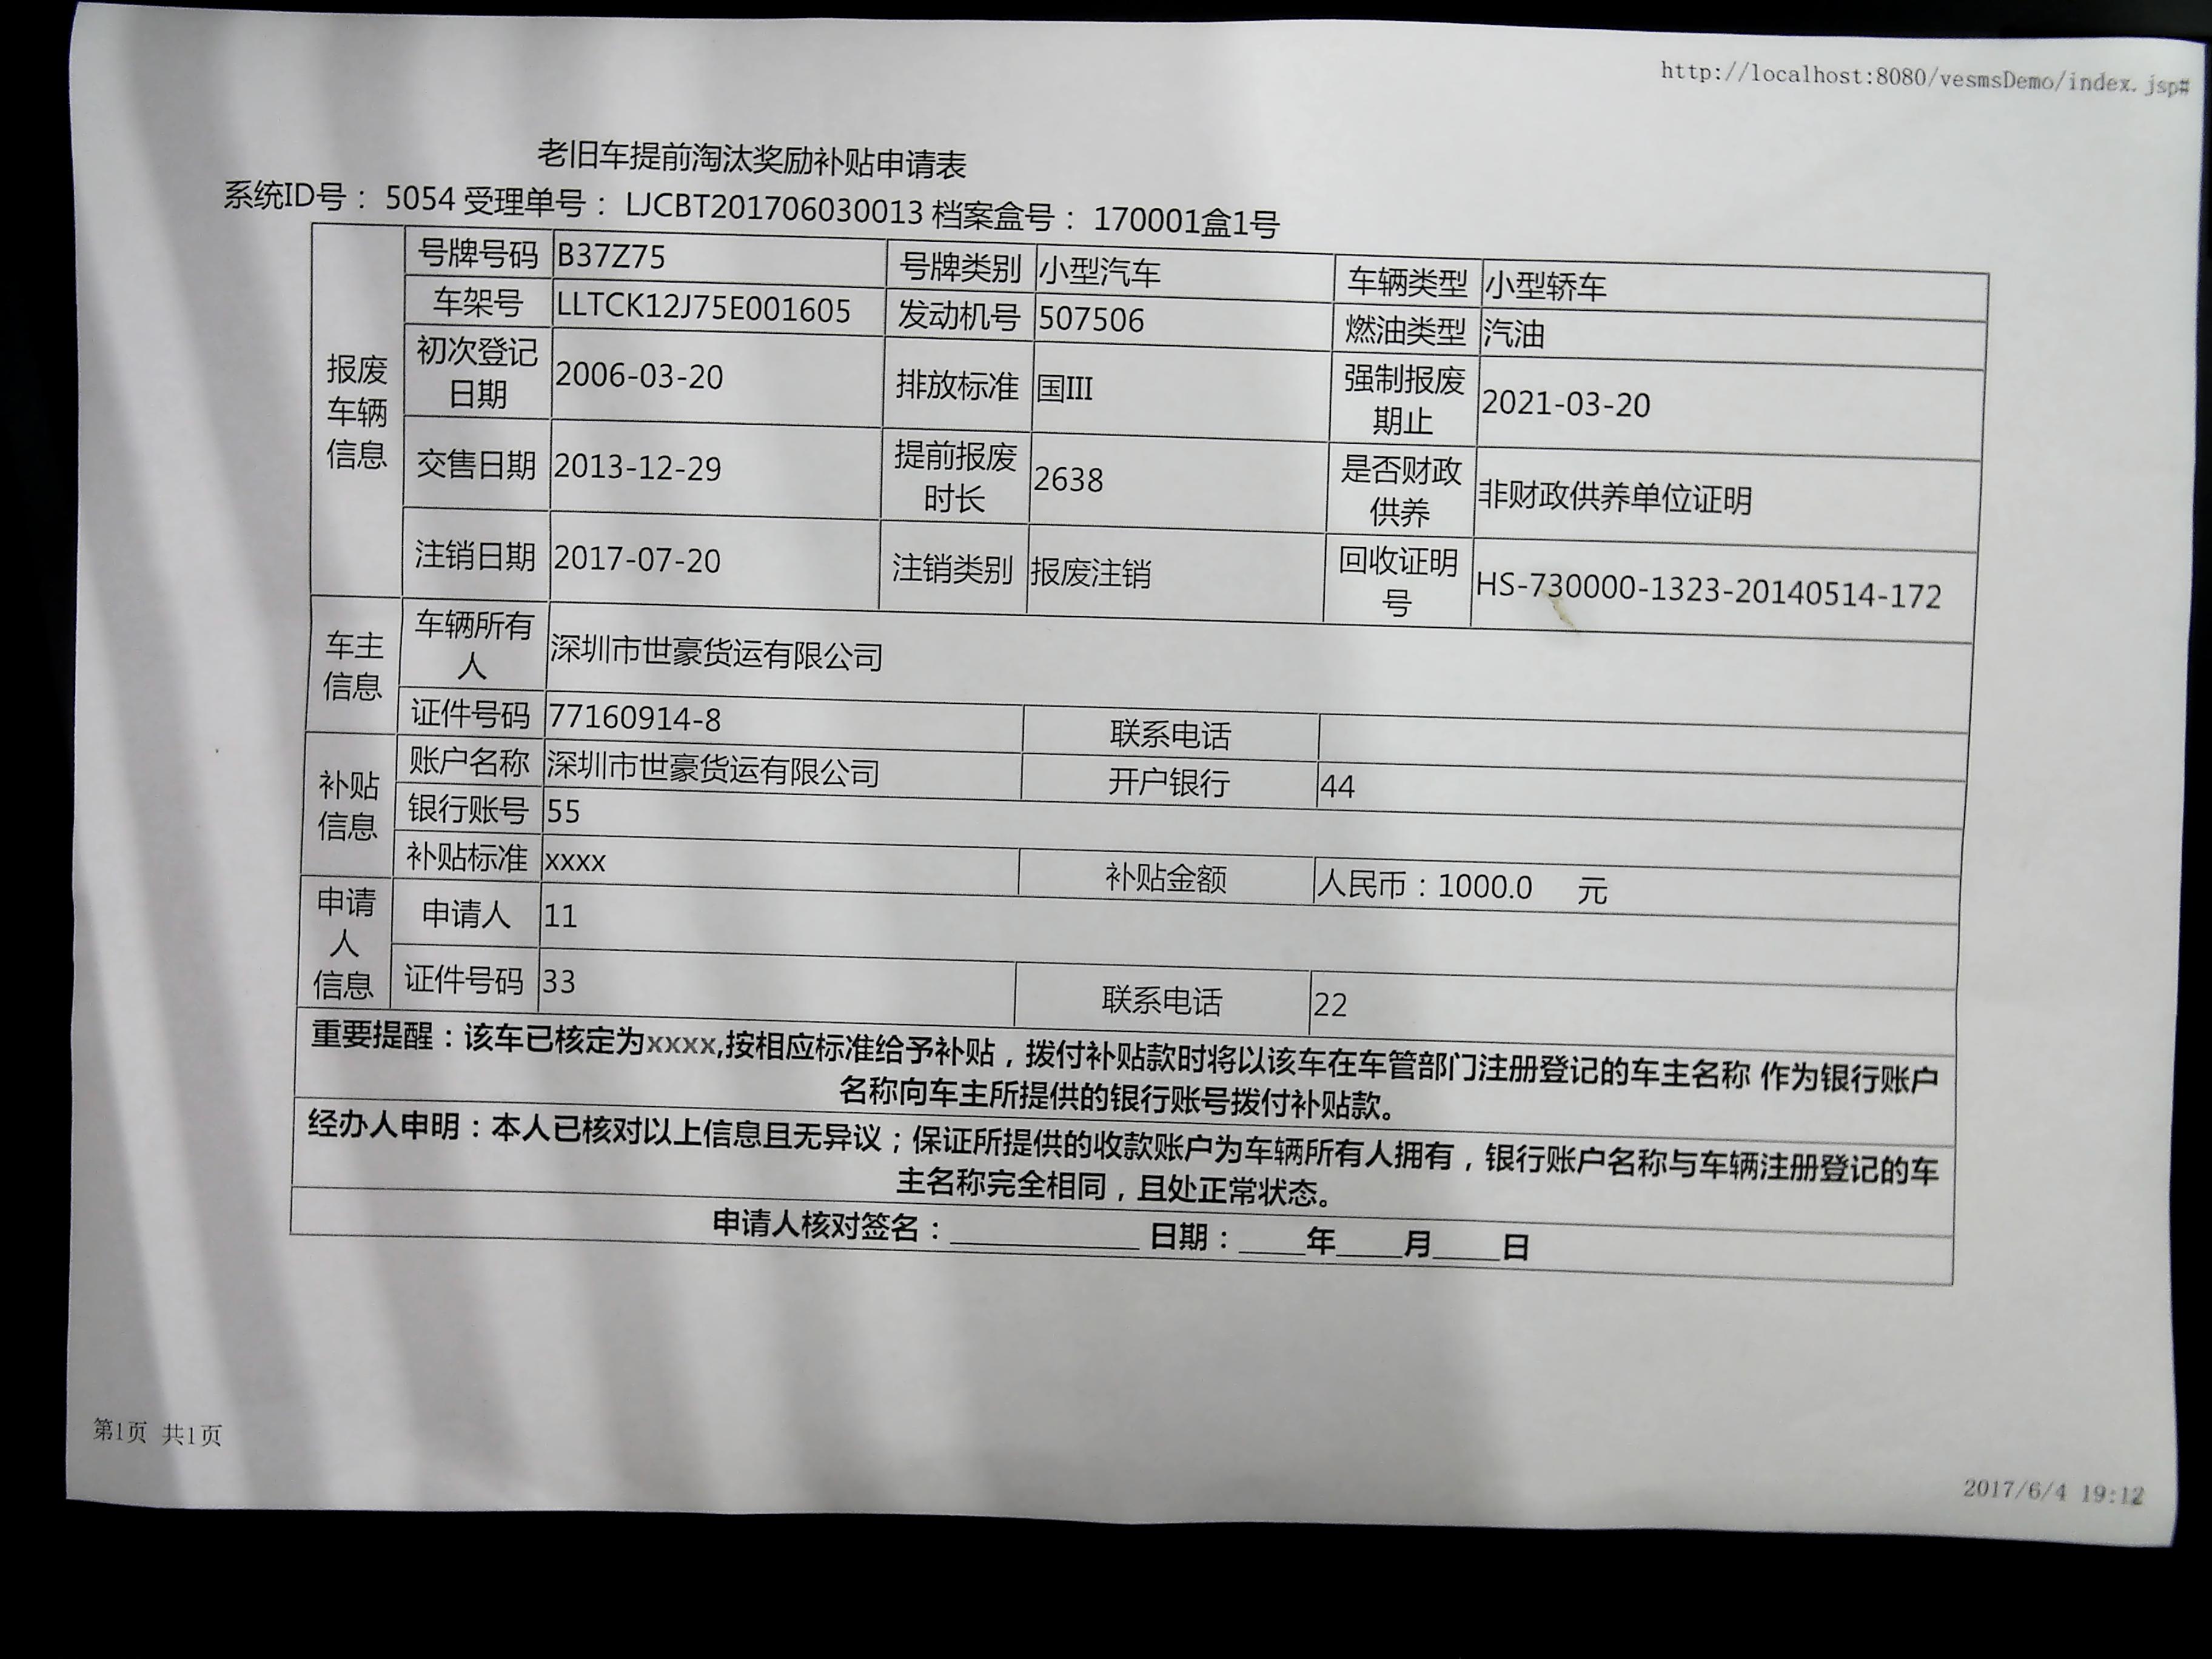 http://localhost:8080/vesmsDemo/index.jsp#
老旧车提前淘汰奖励补贴申请表
系统ID号： 5054 受理单号： LJCBT201706030013 档案盒号： 170001盒1号
报废车辆信息
号牌号码 B37Z75 号牌类别 小型汽车 车辆类型 小型轿车
车架号 LLTCK12J75E001605 发动机号 507506 燃油类型 汽油
初次登记日期 2006-03-20 排放标准 国III 强制报废期止 2021-03-20
交售日期 2013-12-29 提前报废时长 2638 是否财政供养 非财政供养单位证明
注销日期 2017-07-20 注销类别 报废注销 回收证明号 HS-730000-1323-20140514-172
车主信息
车辆所有人 深圳市世豪货运有限公司
证件号码 77160914-8 联系电话
补贴信息
账户名称 深圳市世豪货运有限公司 开户银行 44
银行账号 55
补贴标准 xxxx 补贴金额 人民币：1000.0 元
申请人信息
申请人 11
证件号码 33 联系电话 22
重要提醒：该车已核定为xxxx,按相应标准给予补贴，拨付补贴款时将以该车在车管部门注册登记的车主名称 作为银行账户
名称向车主所提供的银行账号拨付补贴款。
经办人申明：本人已核对以上信息且无异议；保证所提供的收款账户为车辆所有人拥有，银行账户名称与车辆注册登记的车
主名称完全相同，且处正常状态。
申请人核对签名：____________ 日期：____年____月____日
第1页 共1页
2017/6/4 19:12